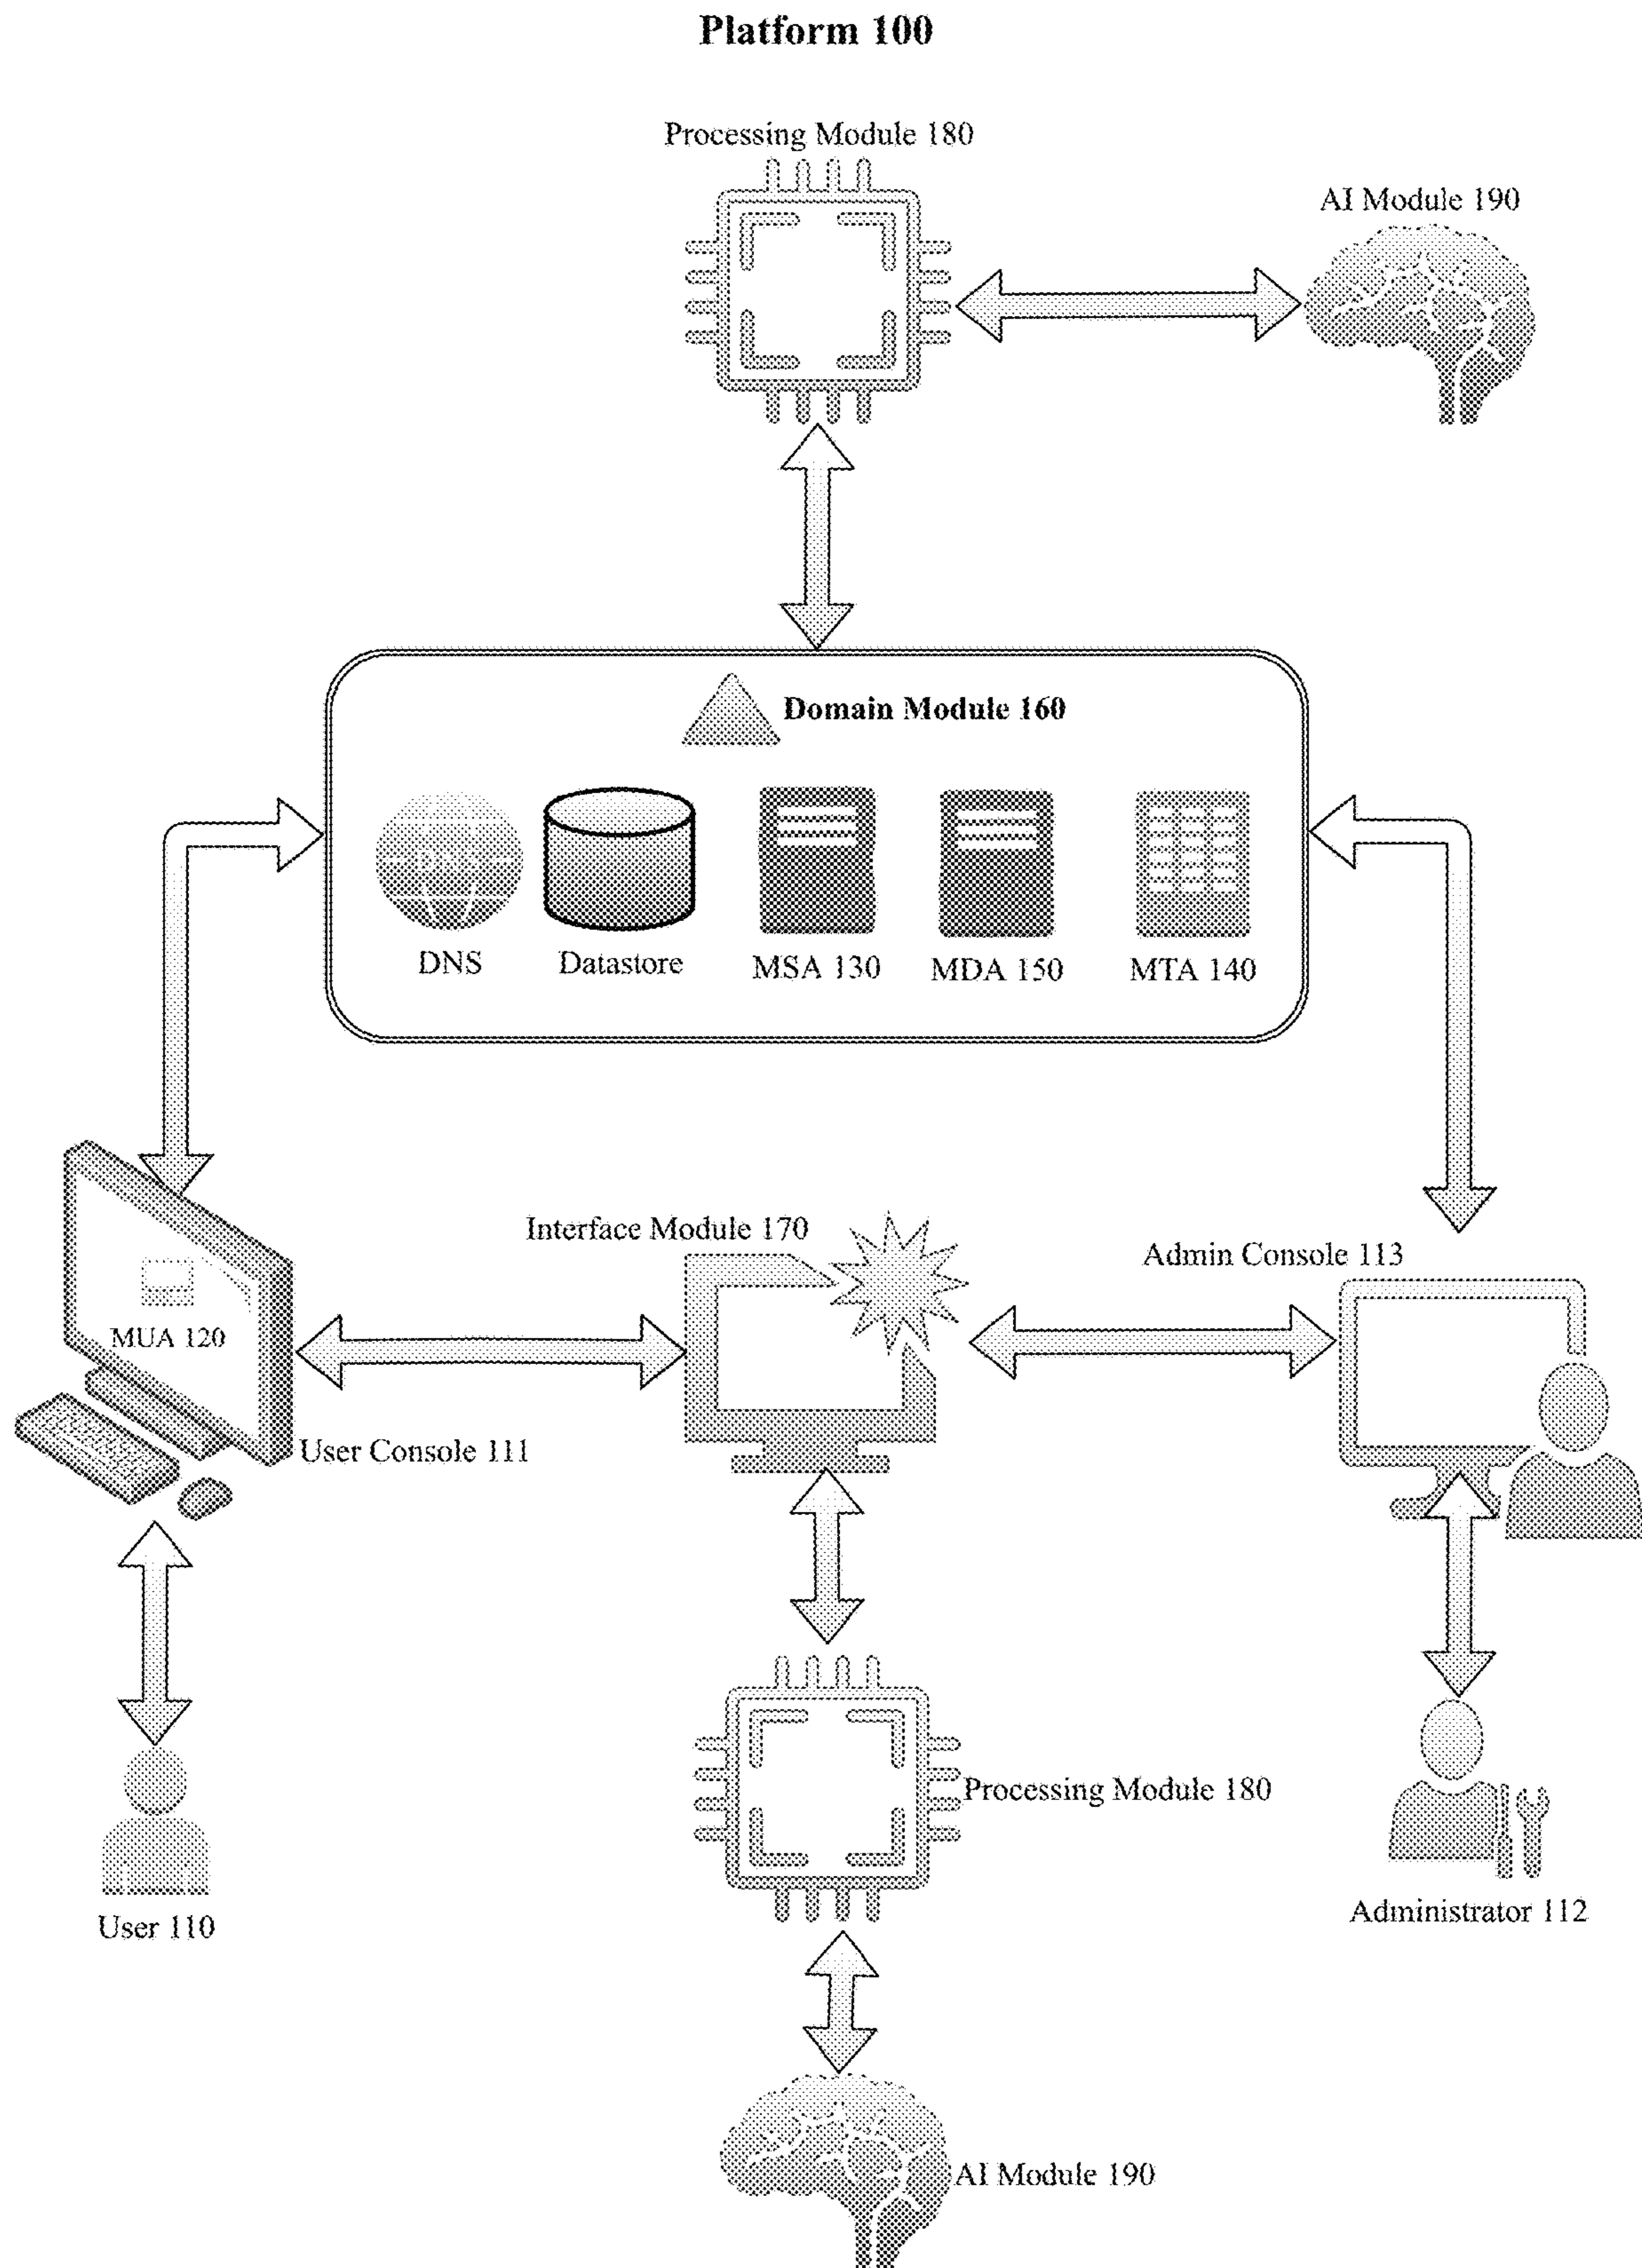 Platform 100
Processing Module 180
AI Module 190
Domain Module 160
DNS
DNS
Datastore
MSA 130
MDA 150
MTA 140
Interface Module 170
Admin Console 113
MUA 120
User Console 111
Processing Module 180
Administrator 112
User 110
AI Module 190